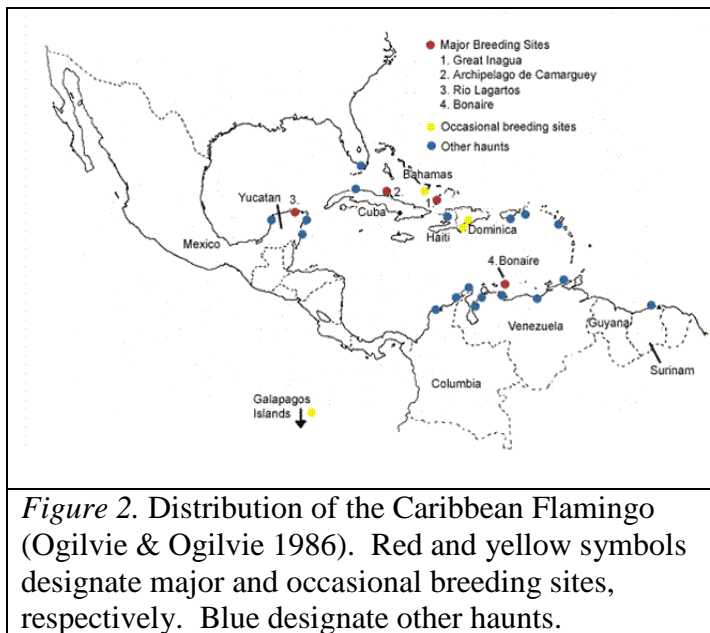 Major Breeding Sites
1. Great Inagua
2. Archipelago de Camarguey
3. Rio Lagartos
4. Bonaire
Occasional breeding sites
Other haunts
Bahamas
Yucatan
3.
2.
1.
Cuba
Mexico
Haiti
Dominica
4. Bonaire
Venezuela
Guyana
Surinam
Columbia
Galapagos
Islands
Figure 2. Distribution of the Caribbean Flamingo
(Ogilvie & Ogilvie 1986). Red and yellow symbols
designate major and occasional breeding sites,
respectively. Blue designate other haunts.